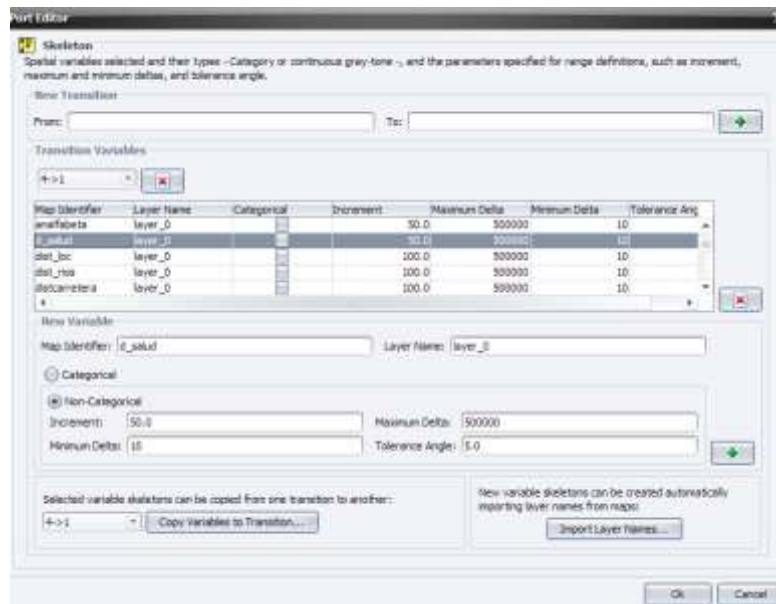 Port Editor
Skeleton
Spatial variables selected and their types -Category or continuous gray-tone -, and the parameters specified for range definitions, such as increment,
maximum and minimum deltas, and tolerance angle.
New Transition
From: To:
Transition Variables
4->1
Map Identifier Layer Name Categorical Increment Maximum Delta Minimum Delta Tolerance Ang
analfabeta layer_0 50.0 500000 10
d_salud layer_0 50.0 500000 10
dist_loc layer_0 100.0 500000 10
dist_rios layer_0 100.0 500000 10
distcarretera layer_0 100.0 500000 10
New Variable
Map Identifier: d_salud Layer Name: layer_0
Categorical
Non-Categorical
Increment: 50.0 Maximum Delta: 500000
Minimum Delta: 10 Tolerance Angle: 5.0
Selected variable skeletons can be copied from one transition to another:
4->1 Copy Variables to Transition...
New variable skeletons can be created automatically
importing layer names from maps:
Import Layer Names...
Ok Cancel